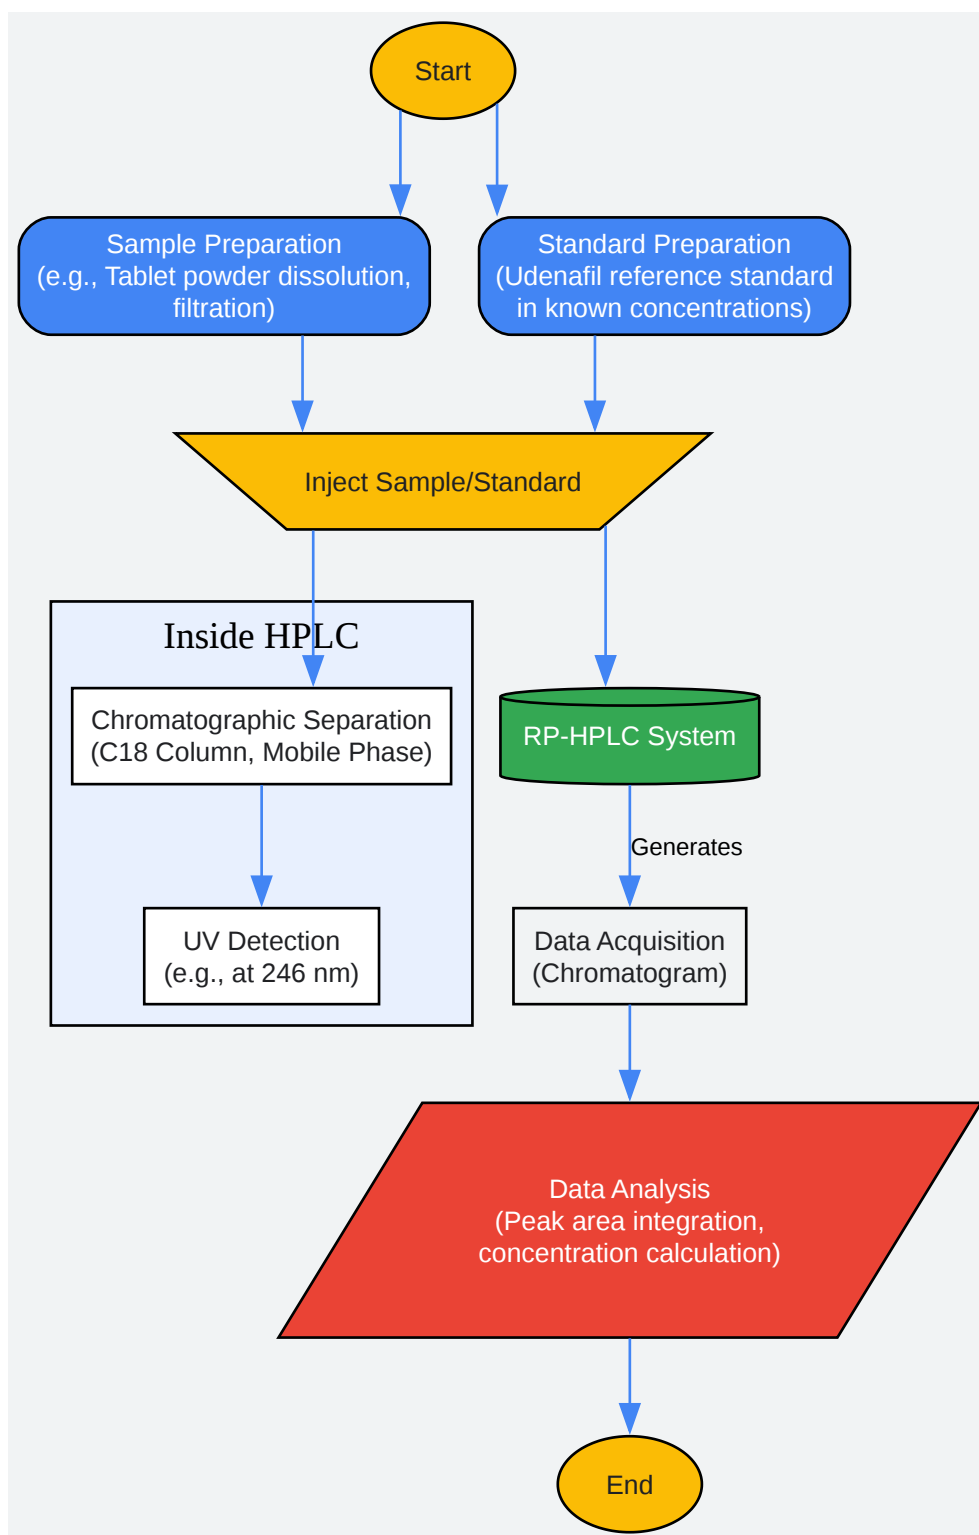 Start
Sample Preparation
(e.g., Tablet powder dissolution,
filtration)
Standard Preparation
(Udenafil reference standard
in known concentrations)
Inject Sample/Standard
Inside HPLC
Chromatographic Separation
(C18 Column, Mobile Phase)
RP-HPLC System
Generates
UV Detection
(e.g., at 246 nm)
Data Acquisition
(Chromatogram)
Data Analysis
(Peak area integration,
concentration calculation)
End